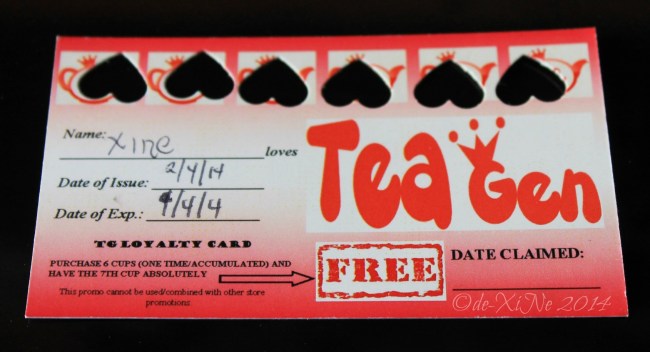 Name: Xine loves
Date of Issue: 2/4/14
Date of Exp.: 4/4/4
Tea Gen
TG LOYALTY CARD
PURCHASE 6 CUPS (ONE TIME/ACCUMULATED) AND
HAVE THE 7TH CUP ABSOLUTELY
FREE
DATE CLAIMED:
This promo cannot be used/combined with other store
promotions.
©de-XiNe 2014